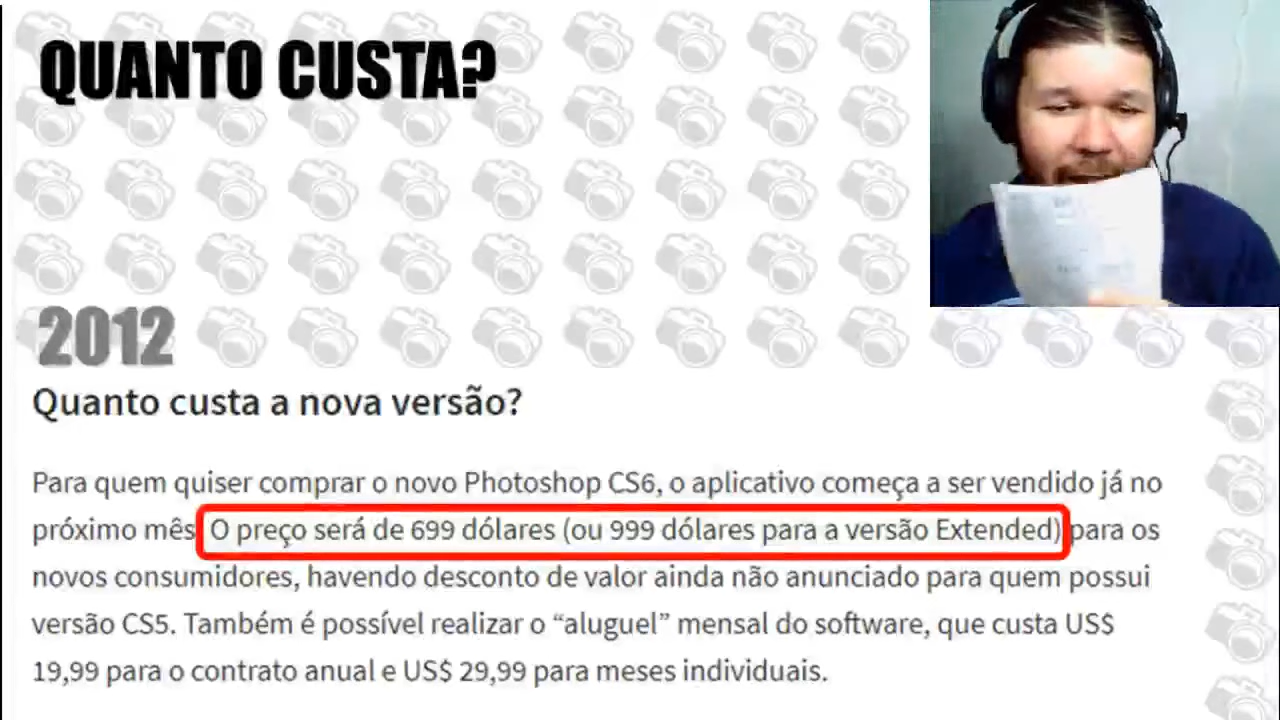 QUANTO CUSTA?
2012
Quanto custa a nova versão?
Para quem quiser comprar o novo Photoshop CS6, o aplicativo começa a ser vendido já no
próximo mês. O preço será de 699 dólares (ou 999 dólares para a versão Extended) para os
novos consumidores, havendo desconto de valor ainda não anunciado para quem possui
versão CS5. Também é possível realizar o “aluguel” mensal do software, que custa US$
19,99 para o contrato anual e US$ 29,99 para meses individuais.